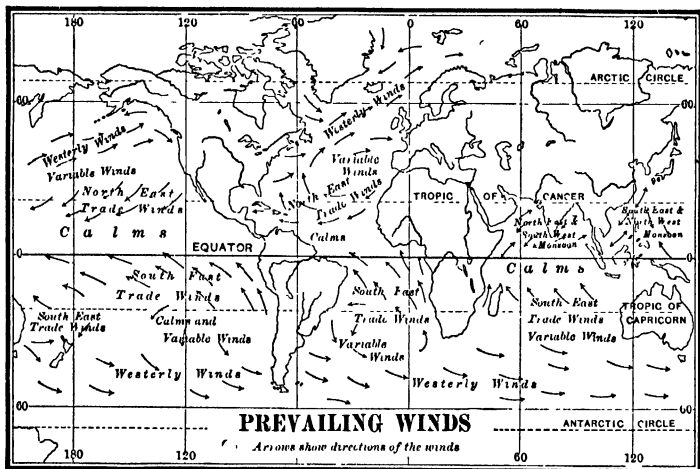 180 120 60 0 60 120
ARCTIC CIRCLE
60 60
Westerly Winds
Westerly Winds
Variable Winds
Variable
Winds
North East
Trade Winds
North East
Trade Winds
TROPIC OF CANCER
North East &
South West
Monsoon
South East &
North West
Monsoon
Calms
Calms
EQUATOR
0 0
Calms
South East
Trade Winds
South East
Trade Winds
South East
Trade Winds
South East
Trade Winds
TROPIC OF
CAPRICORN
Calms and
Variable Winds
Variable
Winds
Variable Winds
Westerly Winds
Westerly Winds
60 60
PREVAILING WINDS
ANTARCTIC CIRCLE
Arrows show directions of the winds
180 120 60 0 60 120